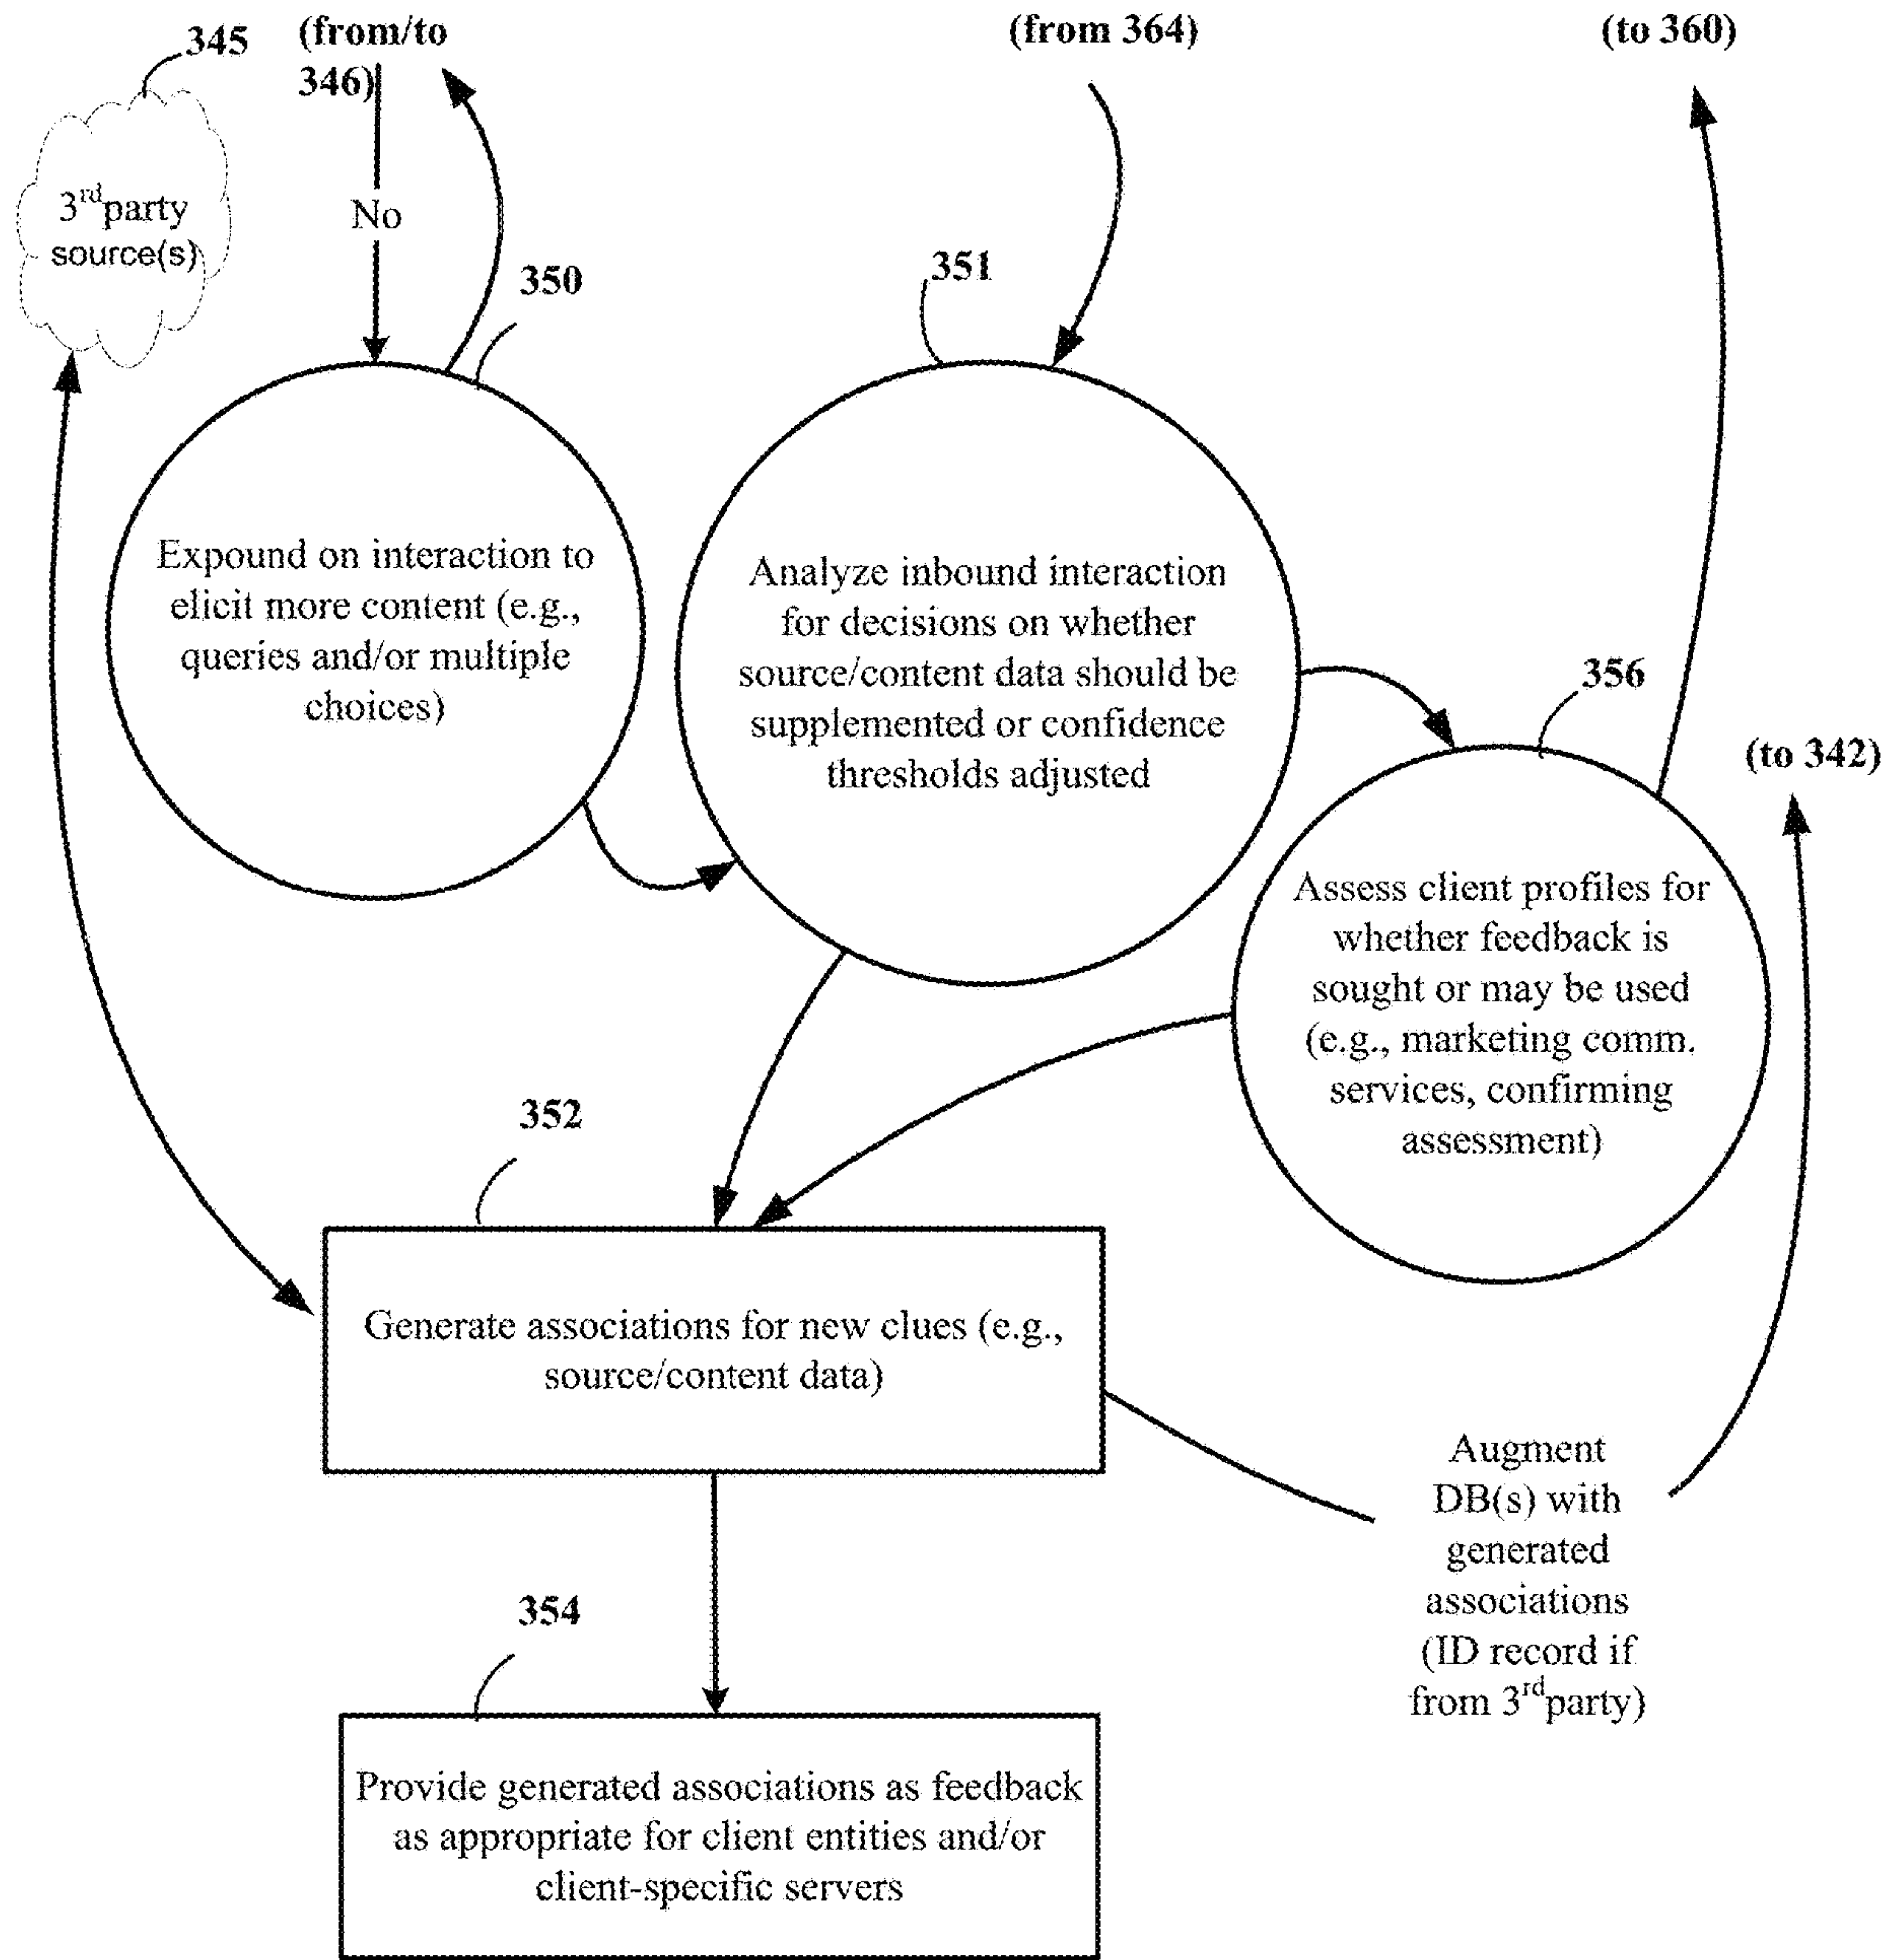 345
(from/to
346)
(from 364)
(to 360)
3rd party
source(s)
No
350
351
Expound on interaction to
elicit more content (e.g.,
queries and/or multiple
choices)
Analyze inbound interaction
for decisions on whether
source/content data should be
supplemented or confidence
thresholds adjusted
356
(to 342)
Assess client profiles for
whether feedback is
sought or may be used
(e.g., marketing comm.
services, confirming
assessment)
352
Generate associations for new clues (e.g.,
source/content data)
Augment
DB(s) with
generated
associations
(ID record if
from 3rd party)
354
Provide generated associations as feedback
as appropriate for client entities and/or
client-specific servers